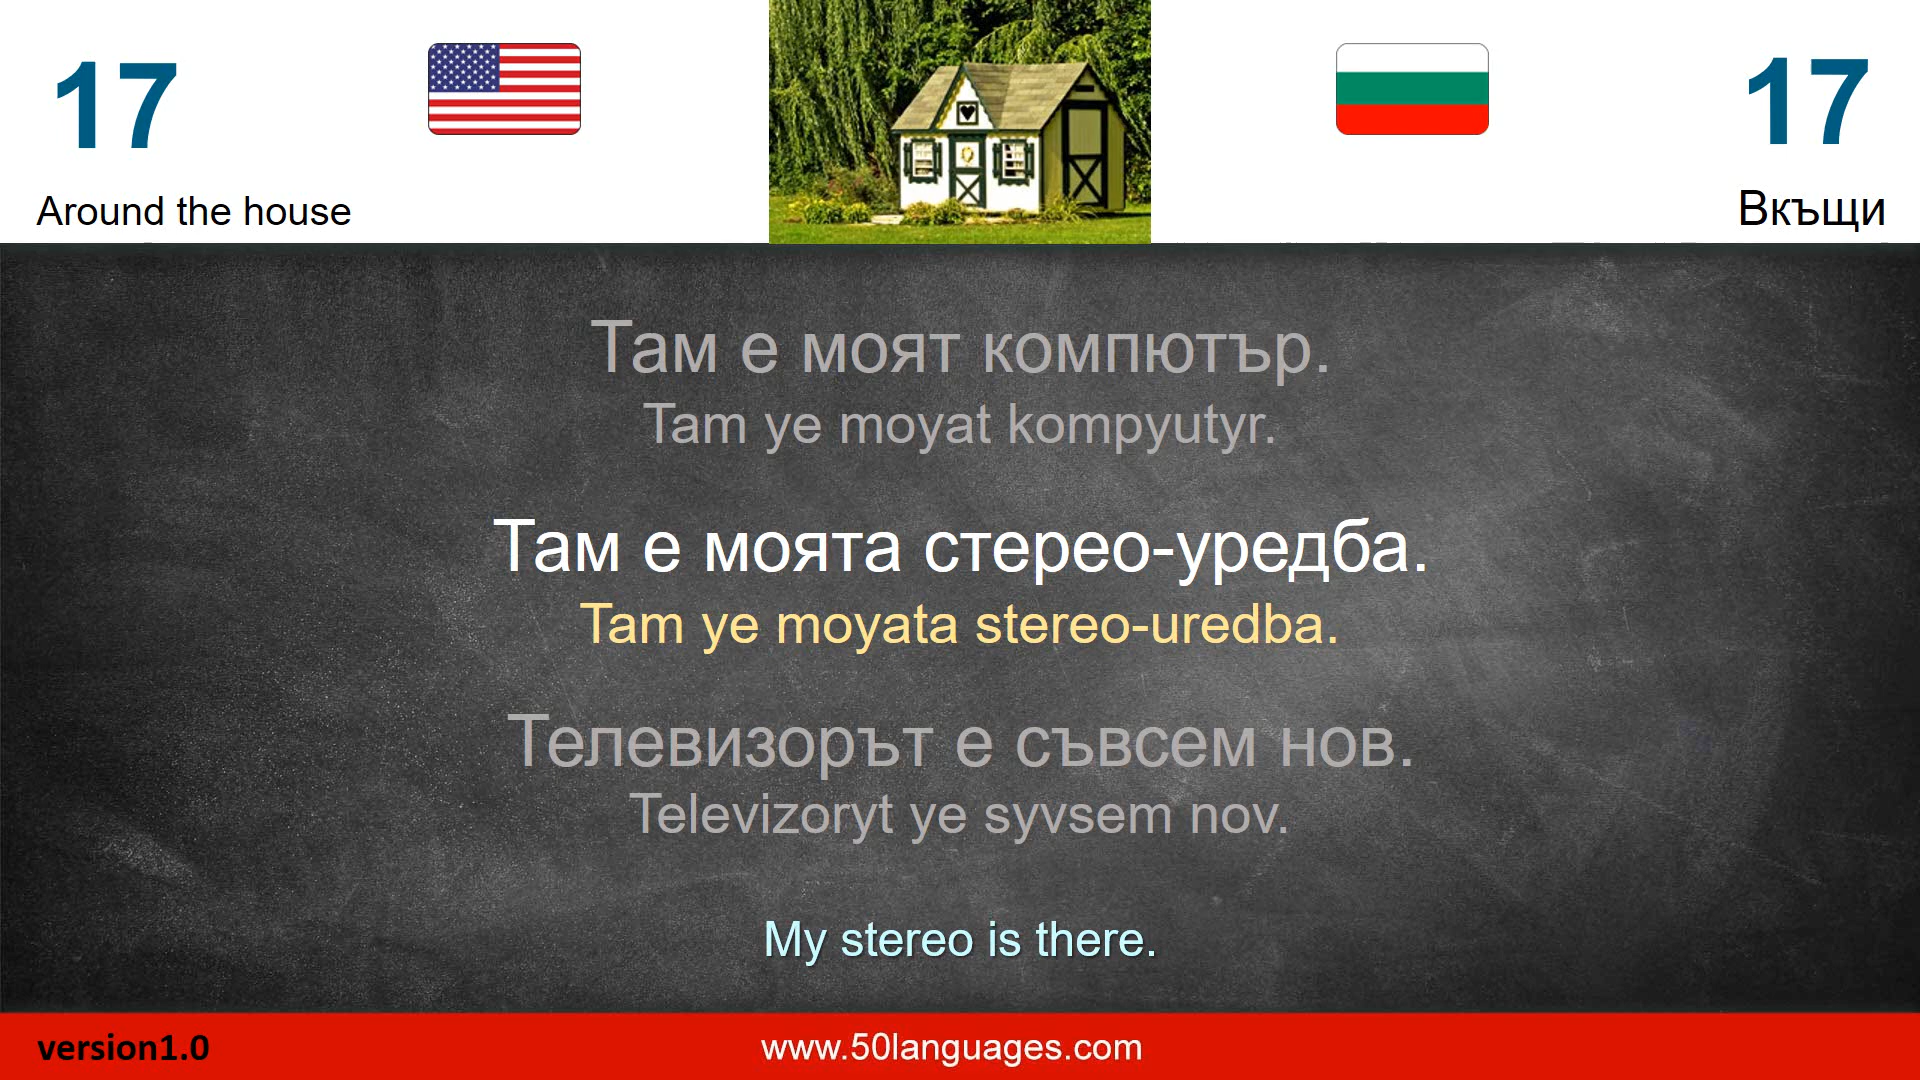 17
17
Around the house
Вкъщи
Там е моят компютър.
Tam ye moyat kompyutyr.
Там е моята стерео-уредба.
Tam ye moyata stereo-uredba.
Телевизорът е съвсем нов.
Televizoryt ye syvsem nov.
My stereo is there.
version1.0
www.50languages.com